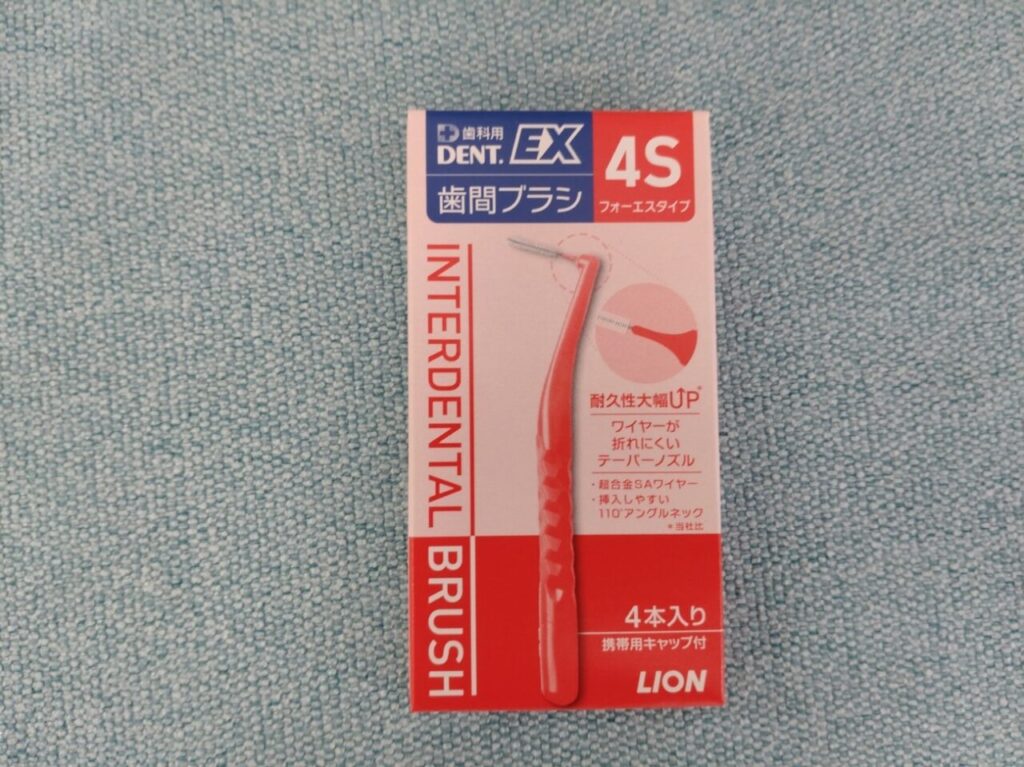 歯科用
DENT. EX
歯間ブラシ
4S
フォーエスタイプ
INTERDENTAL BRUSH
耐久性大幅UP*
ワイヤーが
折れにくい
テーパーノズル
・超合金SAワイヤー
・挿入しやすい
110°アングルネック
*当社比
4本入り
携帯用キャップ付
LION